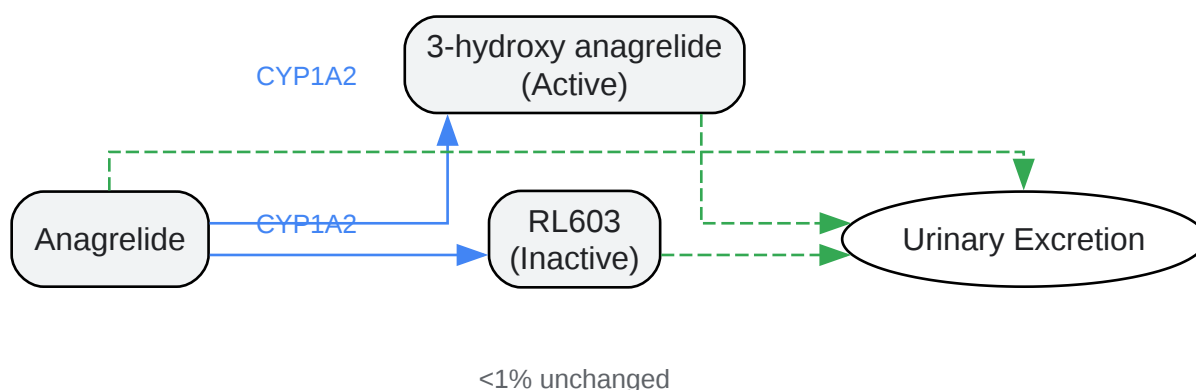 3-hydroxy anagrelide
(Active)
CYP1A2
CYP1A2
Anagrelide
RL603
(Inactive)
Urinary Excretion
<1% unchanged